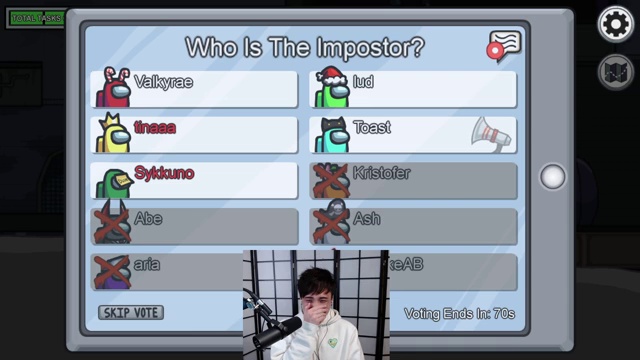 TOTAL TASKS
Who Is The Impostor?
Valkyrae
lud
tinaaa
Toast
Sykkuno
Kristofer
Abe
Ash
aria
keAB
SKIP VOTE
Voting Ends In: 70s